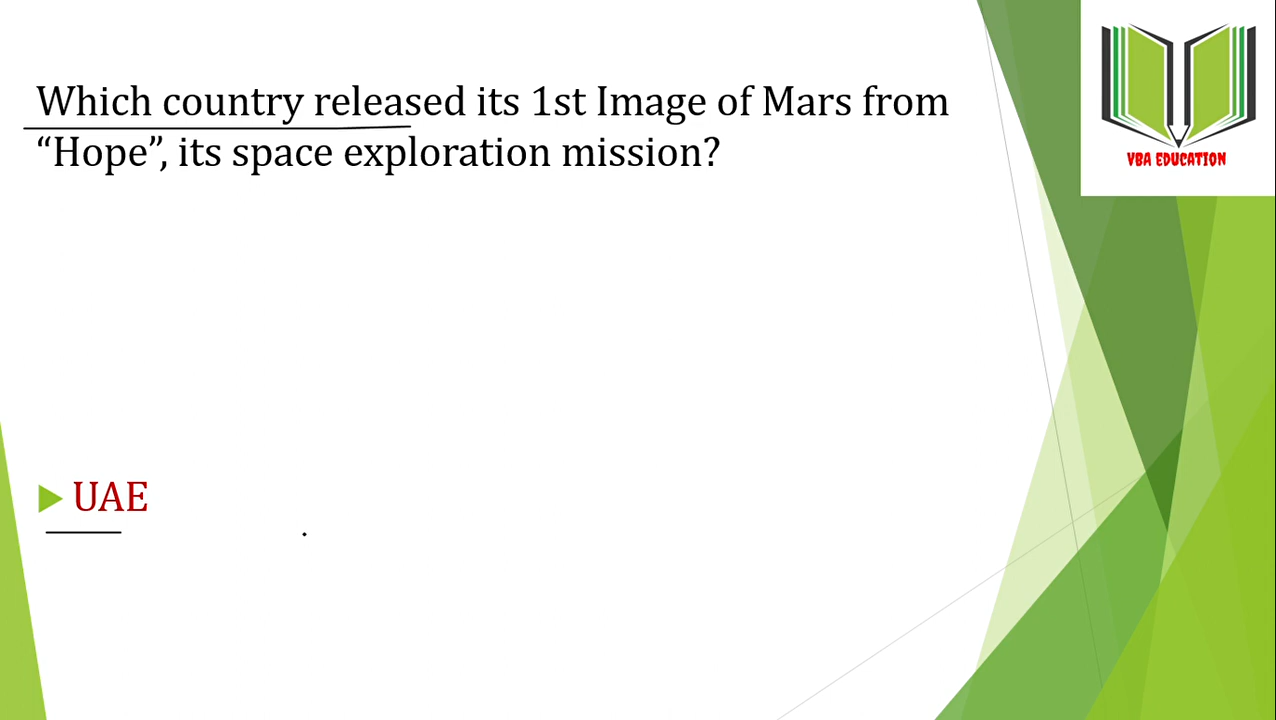 Which country released its 1st Image of Mars from
“Hope”, its space exploration mission?
VBA EDUCATION
UAE